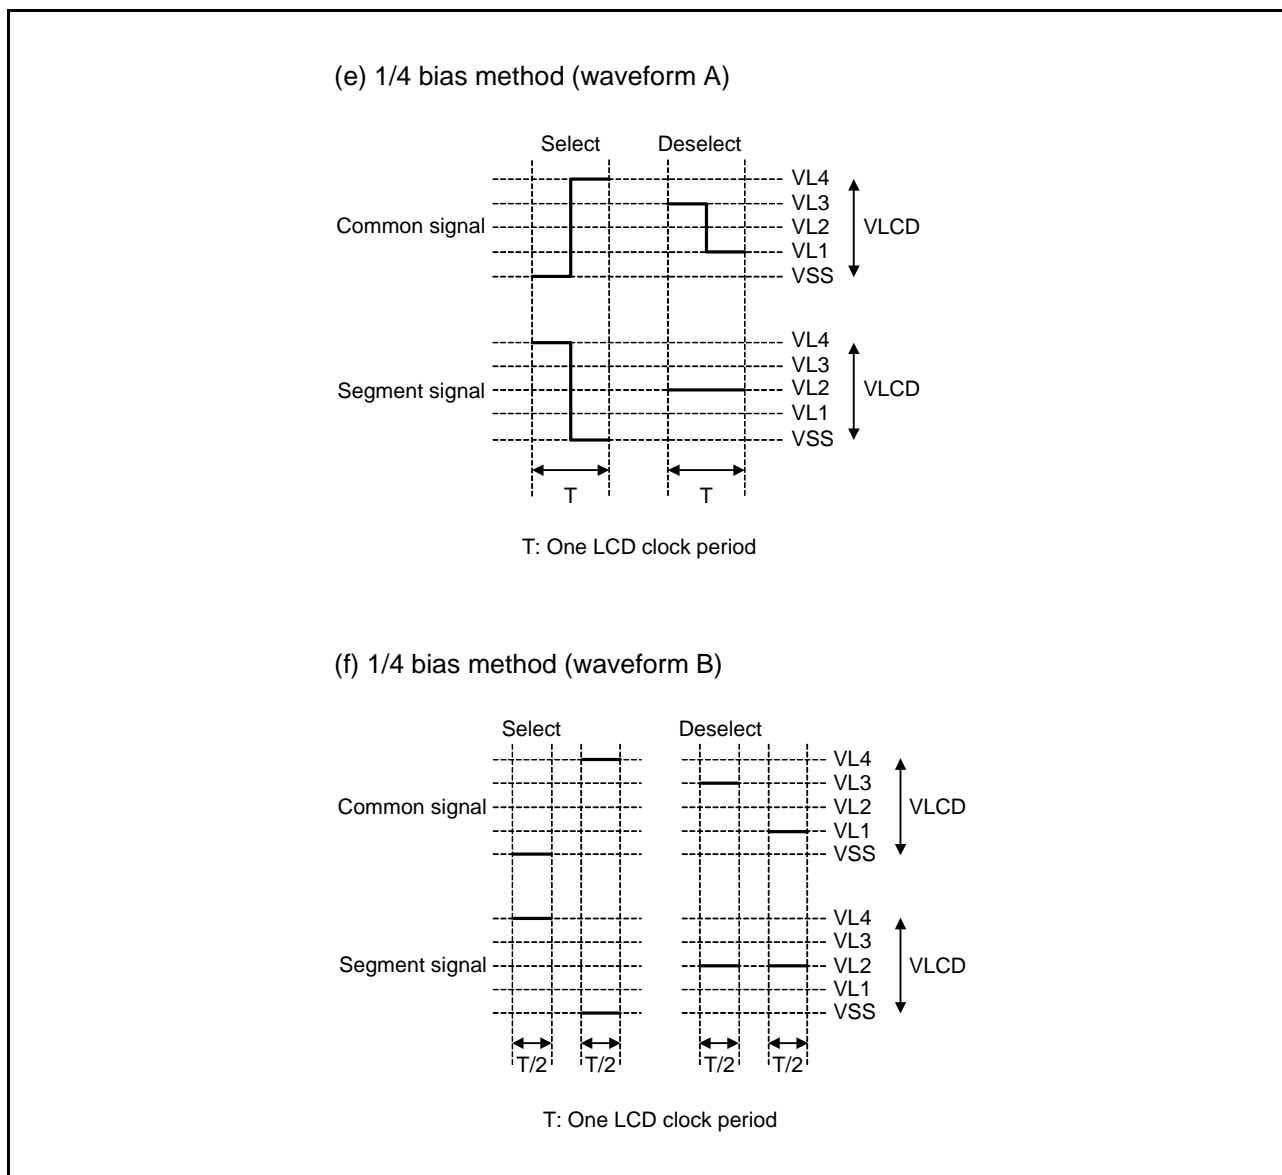 (e) 1/4 bias method (waveform A)
Select Deselect
VL4
VL3
Common signal VL2 VLCD
VL1
VSS
VL4
VL3
Segment signal VL2 VLCD
VL1
VSS
T T
T: One LCD clock period
(f) 1/4 bias method (waveform B)
Select Deselect
VL4
VL3
Common signal VL2 VLCD
VL1
VSS
VL4
VL3
Segment signal VL2 VLCD
VL1
VSS
T/2 T/2 T/2 T/2
T: One LCD clock period